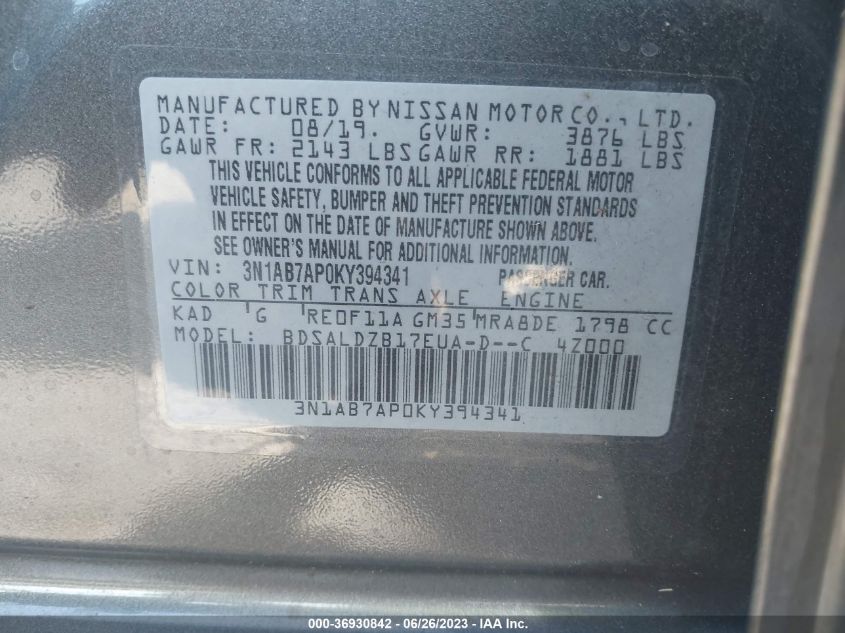 MANUFACTURED BY NISSAN MOTOR CO., LTD.
DATE: 08/19. GVWR: 3876 LBS
GAWR FR: 2143 LBS GAWR RR: 1881 LBS
THIS VEHICLE CONFORMS TO ALL APPLICABLE FEDERAL MOTOR
VEHICLE SAFETY, BUMPER AND THEFT PREVENTION STANDARDS
IN EFFECT ON THE DATE OF MANUFACTURE SHOWN ABOVE.
SEE OWNER'S MANUAL FOR ADDITIONAL INFORMATION.
VIN: 3N1AB7AP0KY394341 PASSENGER CAR.
COLOR TRIM TRANS AXLE ENGINE
KAD G RE0F11A GM35 MRA8DE 1798 CC
MODEL: BDSALDZB17EUA-D--C 4Z000
3N1AB7AP0KY394341
000-36930842 - 06/26/2023 - IAA Inc.